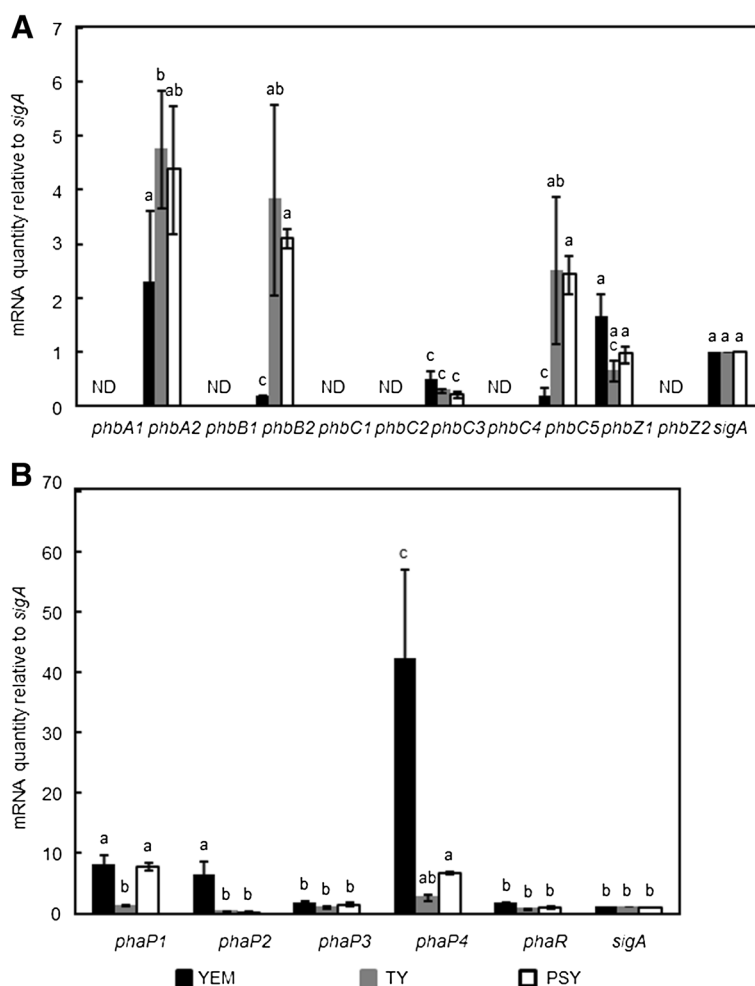 A
7
6
5
4
3
2
1
0
mRNA quantity relative to sigA
ND
a b ab
ND
c ab a
ND
ND
c c c
ND
c ab a
a a c a
ND
a a a
phbA1 phbA2 phbB1 phbB2 phbC1 phbC2 phbC3 phbC4 phbC5 phbZ1 phbZ2 sigA
B
70
60
50
40
30
20
10
0
mRNA quantity relative to sigA
a b a
a b b
b b b
c ab a
b b b
b b b
phaP1 phaP2 phaP3 phaP4 phaR sigA
YEM TY PSY